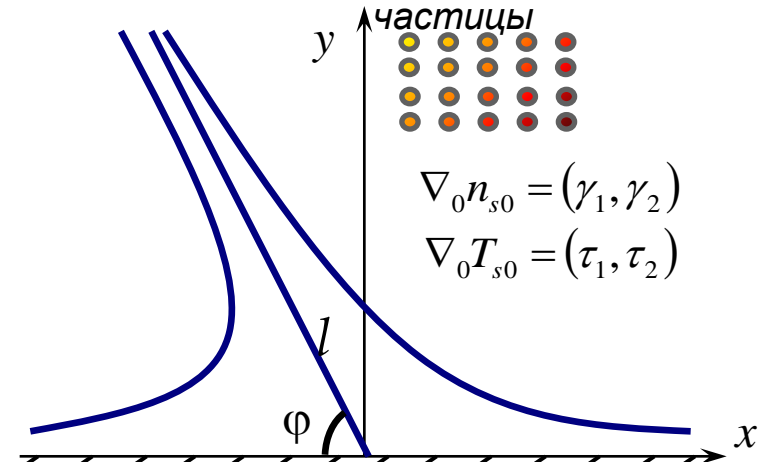 y частицы
∇₀n_{s0} = (γ₁, γ₂)
∇₀T_{s0} = (τ₁, τ₂)
l
φ
x